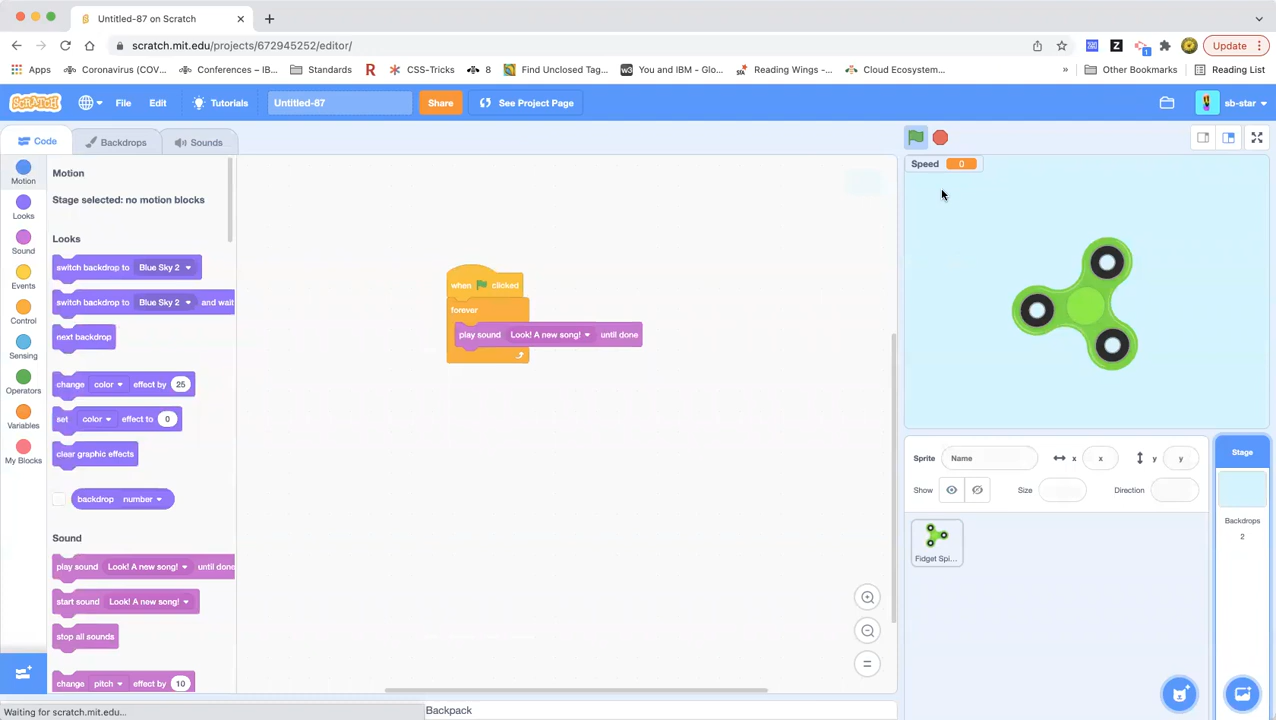 Untitled-87 on Scratch
scratch.mit.edu/projects/672945252/editor/
Update
Apps
Coronavirus (COV...
Conferences – IB...
Standards
R
CSS-Tricks
8
Find Unclosed Tag...
w3
You and IBM - Glo...
Reading Wings -...
Cloud Ecosystem...
»
Other Bookmarks
Reading List
SCRATCH
File
Edit
Tutorials
Untitled-87
Share
See Project Page
sb-star
Code
Backdrops
Sounds
Motion
Looks
Sound
Events
Control
Sensing
Operators
Variables
My Blocks
Motion
Stage selected: no motion blocks
Looks
switch backdrop to Blue Sky 2
switch backdrop to Blue Sky 2 and wait
next backdrop
change color effect by 25
set color effect to 0
clear graphic effects
backdrop number
Sound
play sound Look! A new song! until done
start sound Look! A new song!
stop all sounds
change pitch effect by 10
when clicked
forever
play sound Look! A new song! until done
Speed 0
Sprite Name x x y y
Show Size Direction
Fidget Spi...
Stage
Backdrops
2
Waiting for scratch.mit.edu...
Backpack